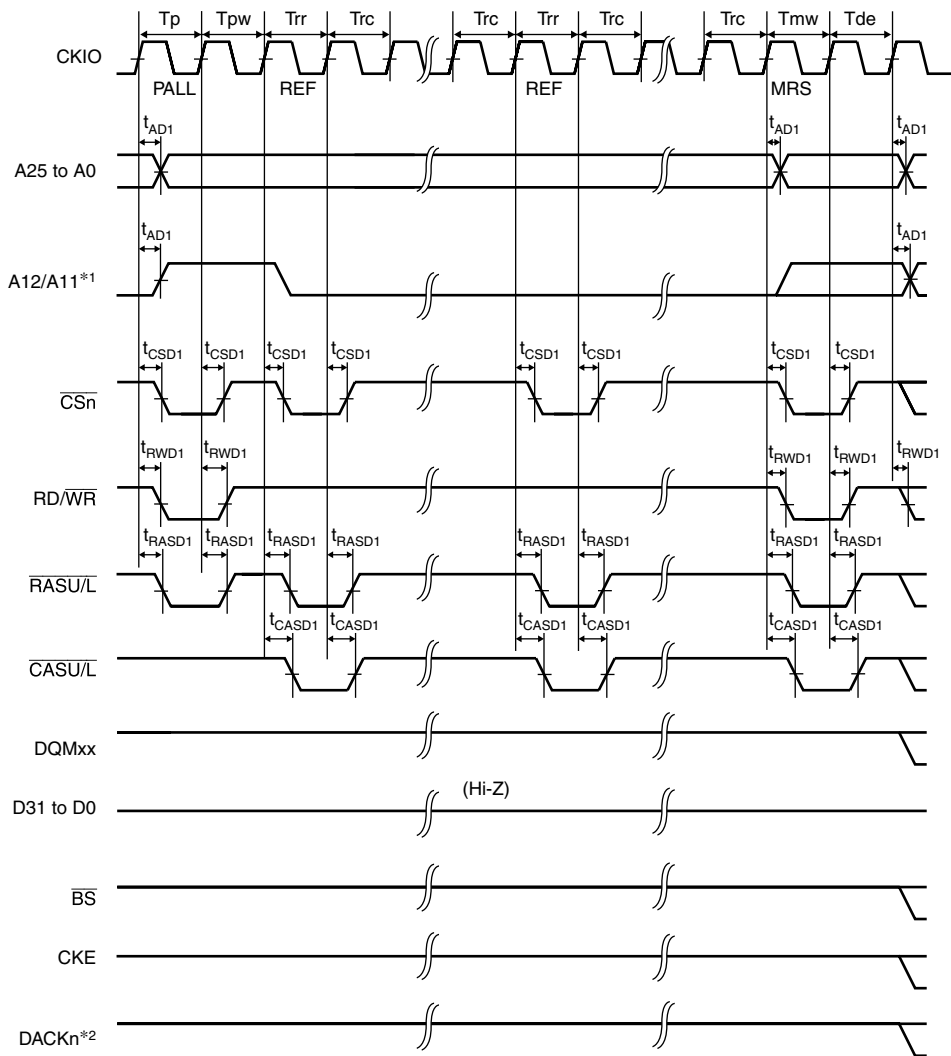 Tp Tpw Trr Trc Trc Trr Trc Trc Tmw Tde
CKIO
PALL REF REF MRS
tAD1 tAD1 tAD1
A25 to A0
tAD1 tAD1
A12/A11*1
tCSD1 tCSD1 tCSD1 tCSD1 tCSD1 tCSD1 tCSD1 tCSD1
CSn
tRWD1 tRWD1 tRWD1 tRWD1 tRWD1
RD/WR
tRASD1 tRASD1 tRASD1 tRASD1 tRASD1 tRASD1 tRASD1 tRASD1
RASU/L
tCASD1 tCASD1 tCASD1 tCASD1 tCASD1 tCASD1
CASU/L
DQMxx
(Hi-Z)
D31 to D0
BS
CKE
DACKn*2